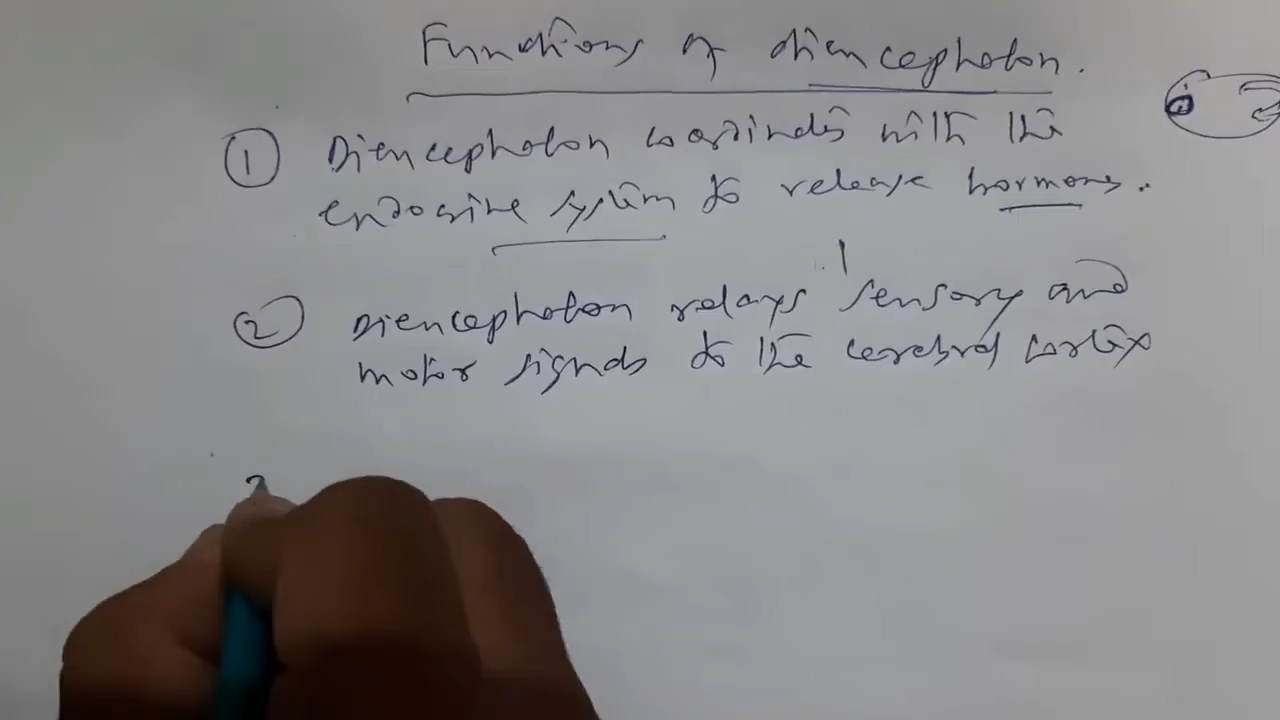 Functions of diencephalon.
1 Diencephalon coordinates with the
endocrine system to release hormones.
2 Diencephalon relays sensory and
motor signals to the cerebral cortex
3